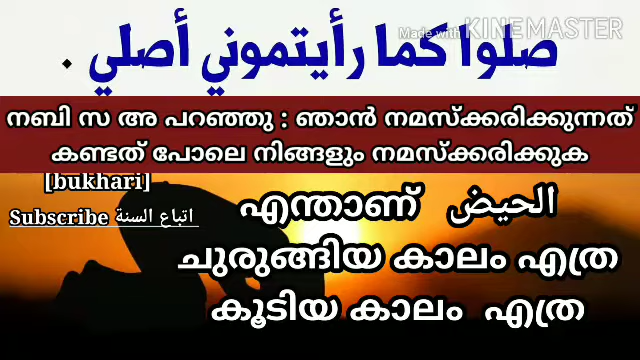 صلوا كما رأيتموني أصلي .
Made with KINEMASTER
നബി സ അ പറഞ്ഞു : ഞാൻ നമസ്ക്കരിക്കുന്നത്
കണ്ടത് പോലെ നിങ്ങളും നമസ്ക്കരിക്കുക
[bukhari]
Subscribe اتباع السنة
എന്താണ് الحيض
ചുരുങ്ങിയ കാലം എത്ര
കൂടിയ കാലം എത്ര